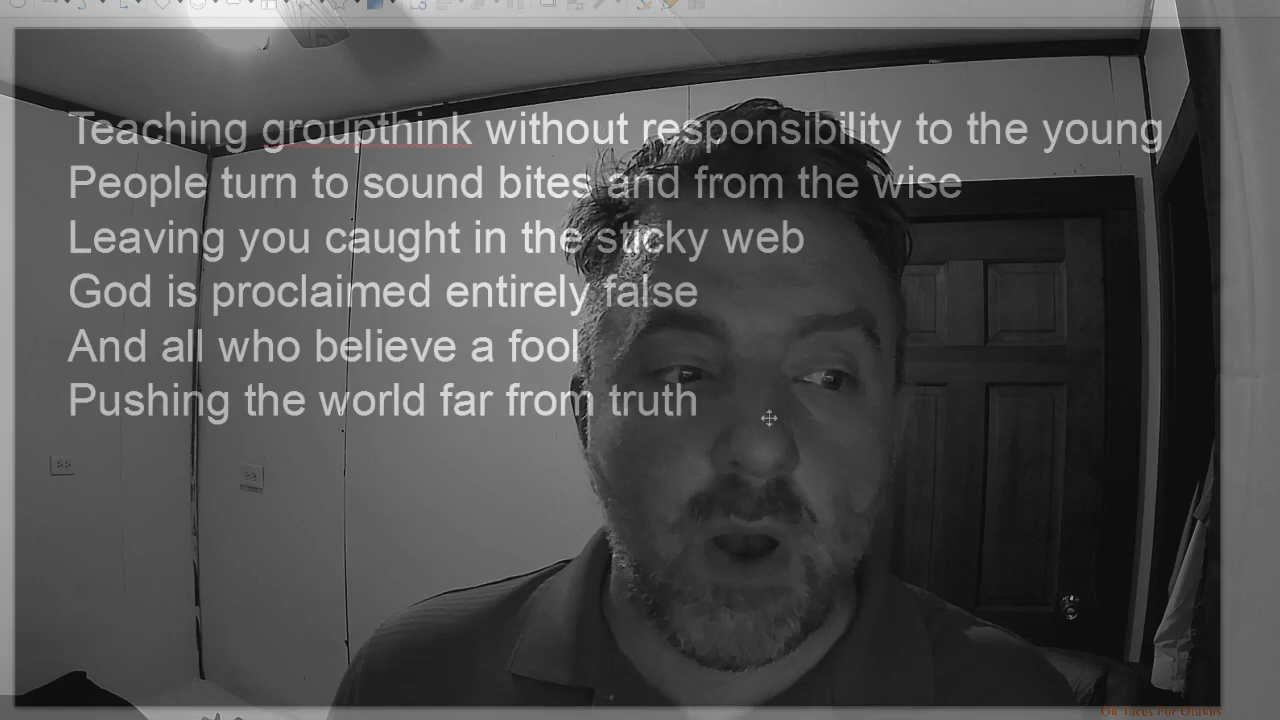 Teaching groupthink without responsibility to the young
People turn to sound bites and from the wise
Leaving you caught in the sticky web
God is proclaimed entirely false
And all who believe a fool
Pushing the world far from truth